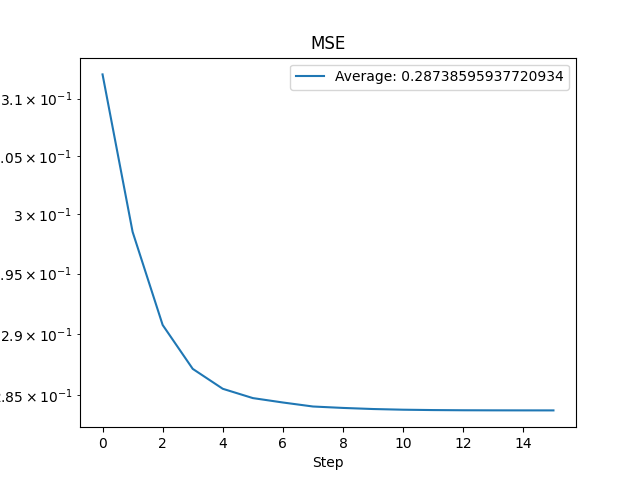 MSE
Average: 0.28738595937720934
3.1 × 10⁻¹
.05 × 10⁻¹
3 × 10⁻¹
.95 × 10⁻¹
2.9 × 10⁻¹
.85 × 10⁻¹
0 2 4 6 8 10 12 14
Step